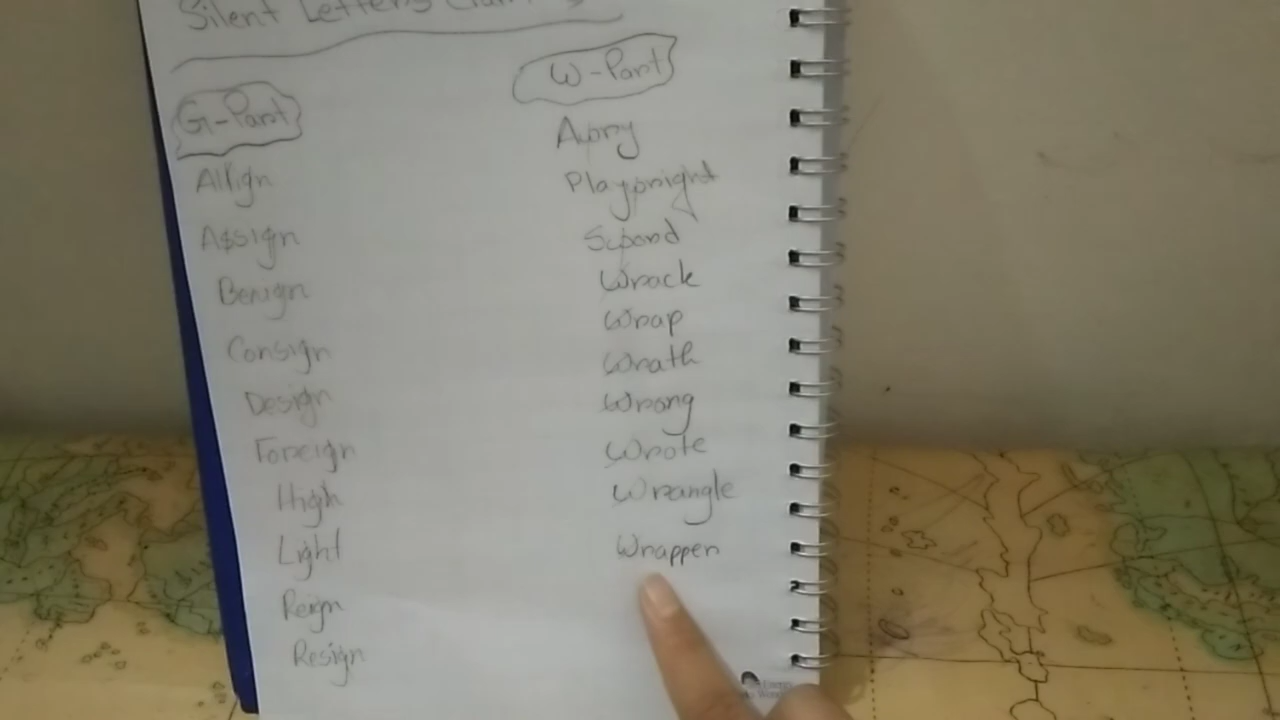 Silent Letters
G-Part
Allign
Assign
Benign
Consign
Design
Foreign
High
Light
Reign
Resign
W-Part
Awry
Playwright
Sword
Wrack
Wrap
Wrath
Wrong
Wrote
Wrangle
Wrapper